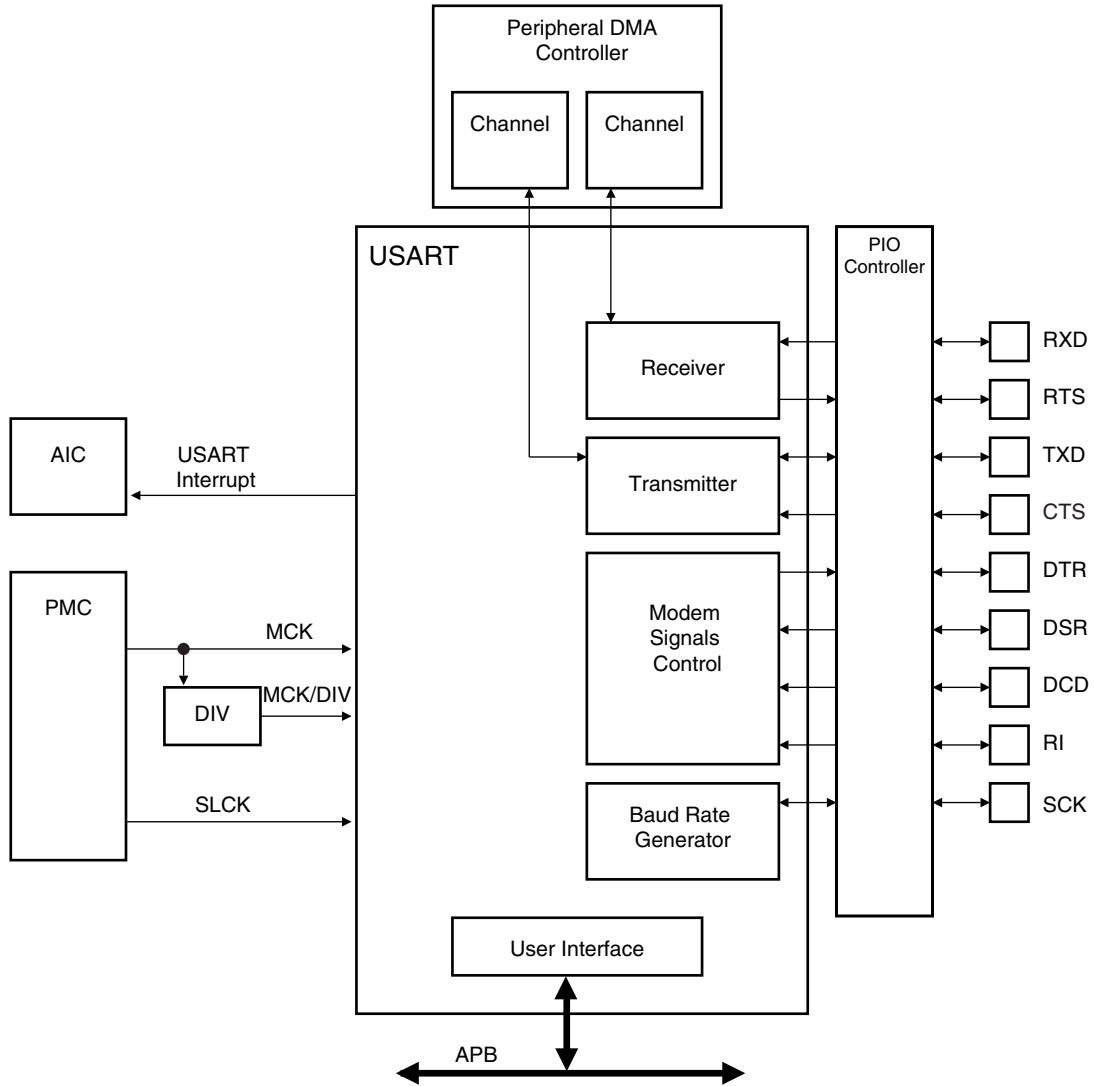 Peripheral DMA
Controller
Channel
Channel
USART
PIO
Controller
Receiver
RXD
RTS
AIC
USART
Interrupt
Transmitter
TXD
CTS
PMC
MCK
DIV
MCK/DIV
SLCK
Modem
Signals
Control
DTR
DSR
DCD
RI
Baud Rate
Generator
SCK
User Interface
APB